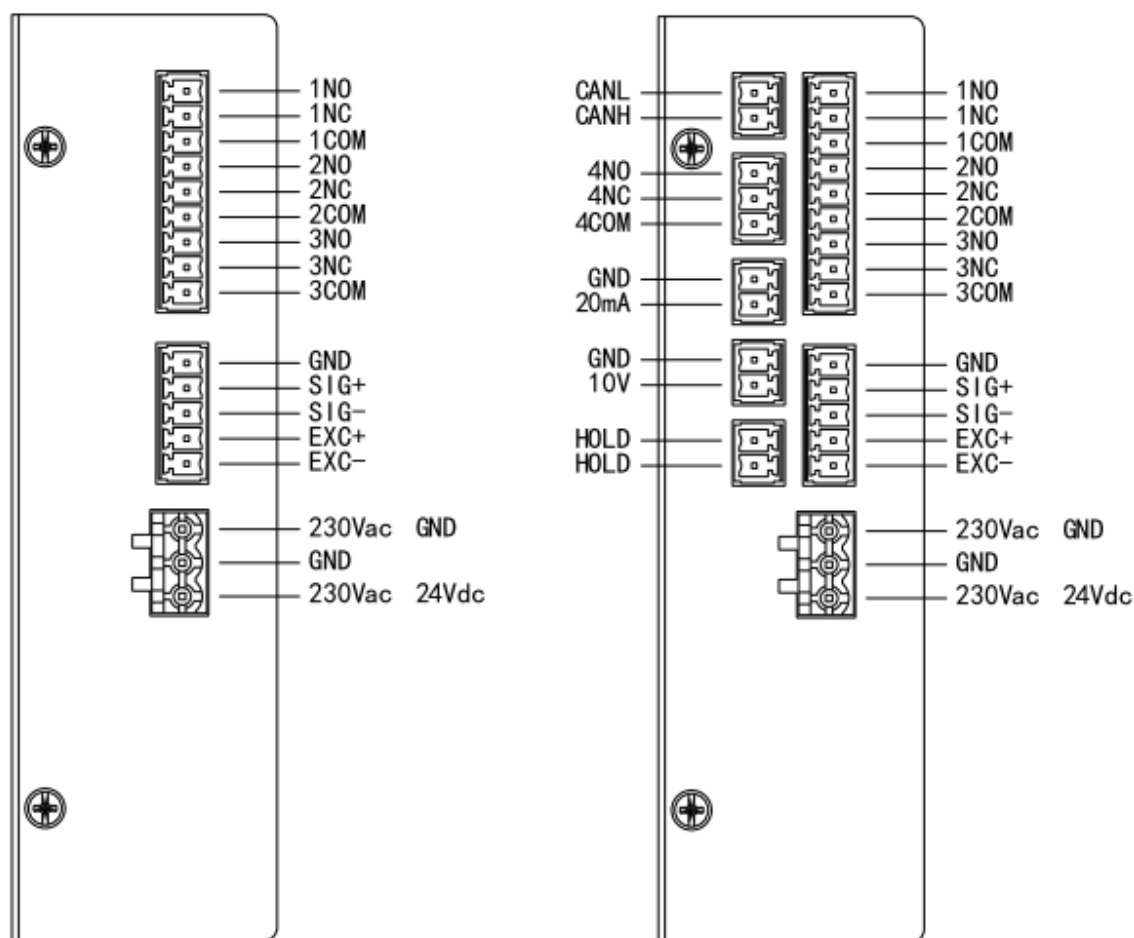 1NO
1NC
1COM
2NO
2NC
2COM
3NO
3NC
3COM
GND
SIG+
SIG-
EXC+
EXC-
230Vac GND
GND
230Vac 24Vdc
CANL
CANH
4NO
4NC
4COM
GND
20mA
GND
10V
HOLD
HOLD
1NO
1NC
1COM
2NO
2NC
2COM
3NO
3NC
3COM
GND
SIG+
SIG-
EXC+
EXC-
230Vac GND
GND
230Vac 24Vdc